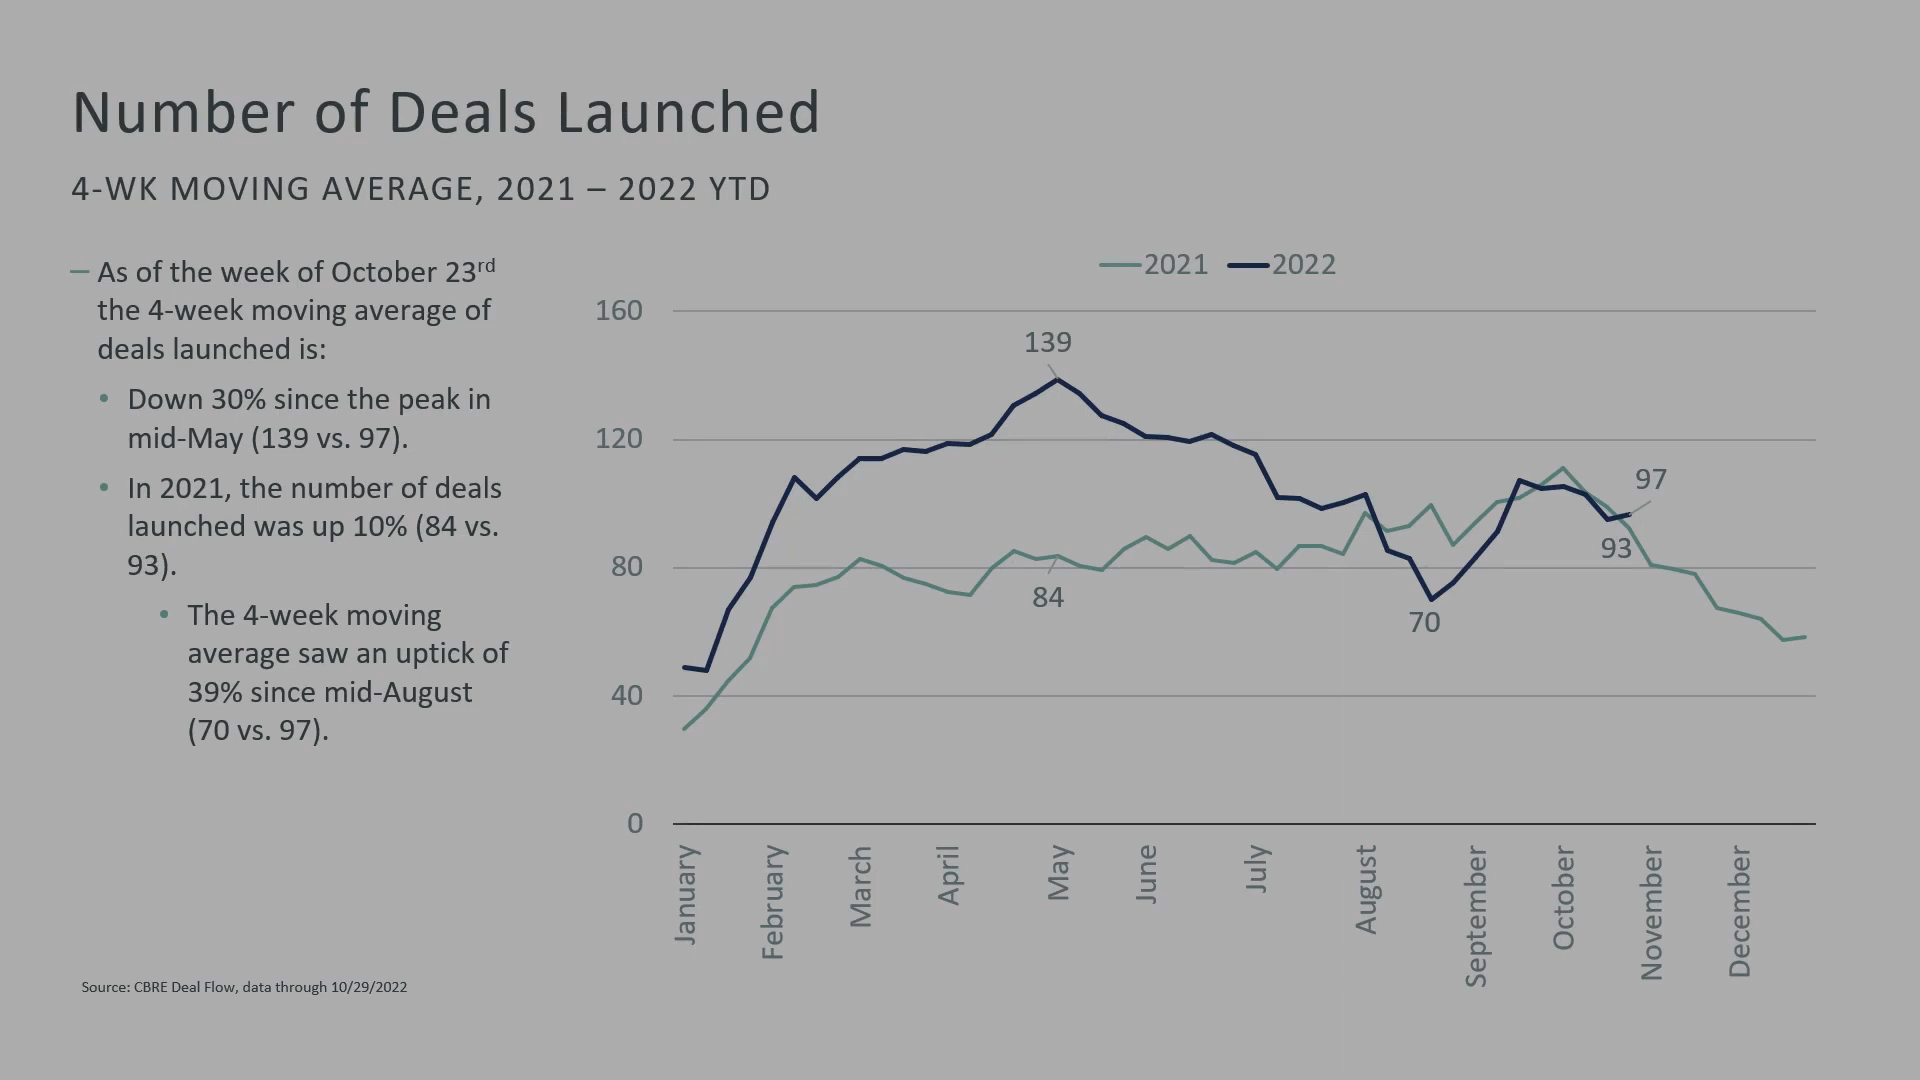 Number of Deals Launched
4-WK MOVING AVERAGE, 2021 – 2022 YTD
– As of the week of October 23rd
the 4-week moving average of
deals launched is:
• Down 30% since the peak in
mid-May (139 vs. 97).
• In 2021, the number of deals
launched was up 10% (84 vs.
93).
• The 4-week moving
average saw an uptick of
39% since mid-August
(70 vs. 97).
2021 2022
160
139
120
97
93
80
84
70
40
0
January
February
March
April
May
June
July
August
September
October
November
December
Source: CBRE Deal Flow, data through 10/29/2022